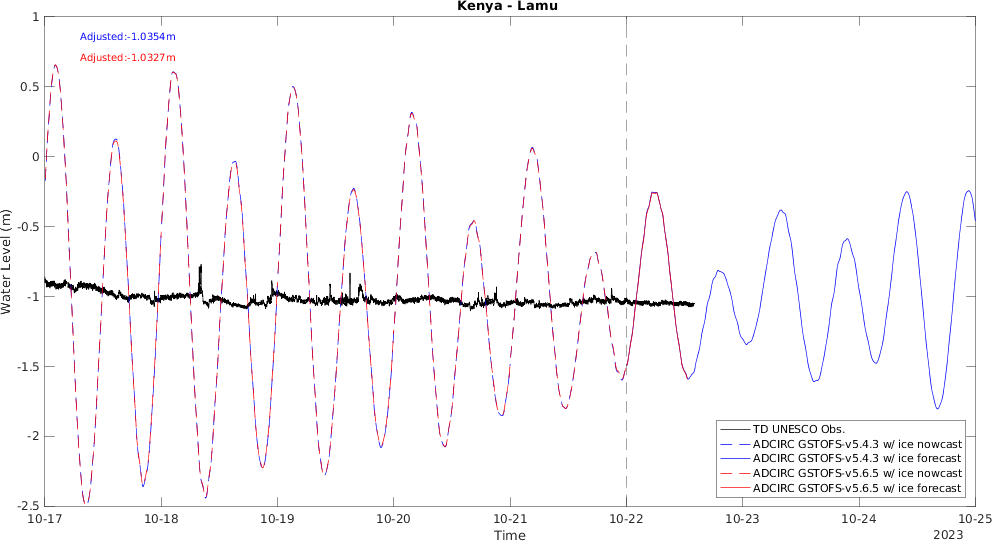 Kenya - Lamu
Adjusted:-1.0354m
Adjusted:-1.0327m
1
0.5
0
-0.5
-1
-1.5
-2
-2.5
Water Level (m)
10-17 10-18 10-19 10-20 10-21 10-22 10-23 10-24 10-25
Time
2023
TD UNESCO Obs.
ADCIRC GSTOFS-v5.4.3 w/ ice nowcast
ADCIRC GSTOFS-v5.4.3 w/ ice forecast
ADCIRC GSTOFS-v5.6.5 w/ ice nowcast
ADCIRC GSTOFS-v5.6.5 w/ ice forecast